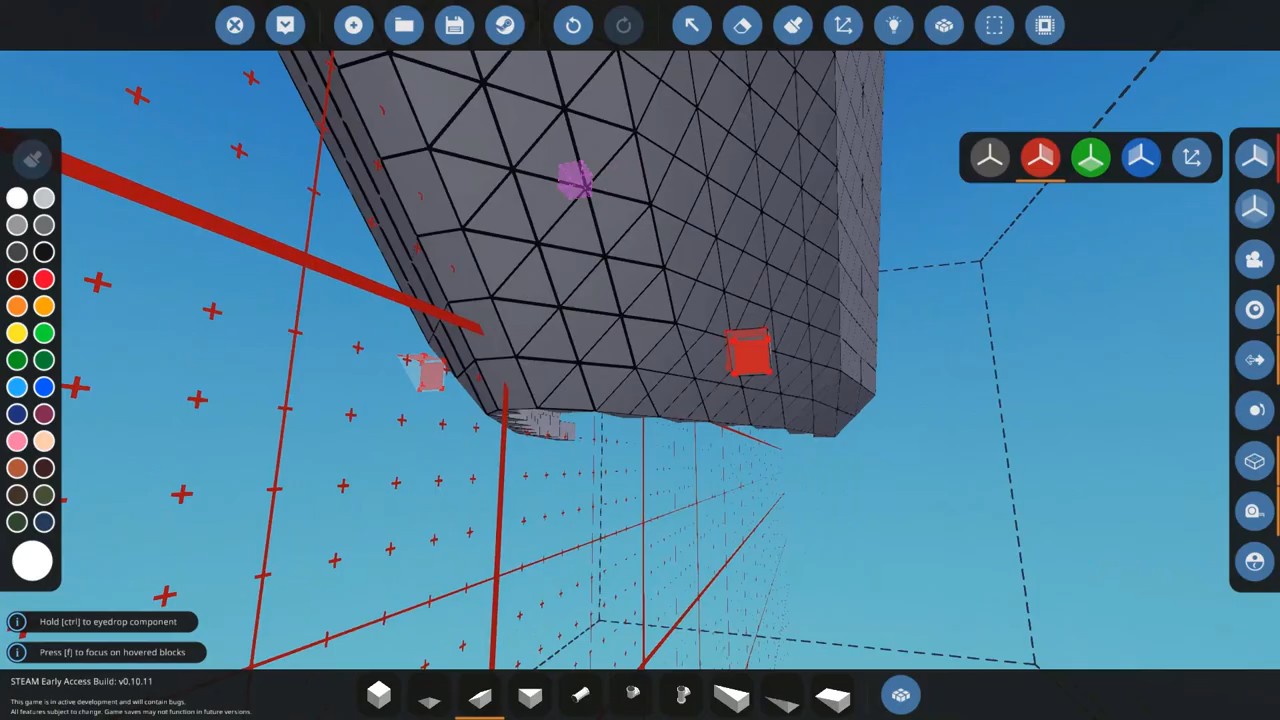 Hold [ctrl] to eyedrop component
Press [f] to focus on hovered blocks
STEAM Early Access Build: v0.10.11
This game is in active development and will contain bugs.
All features subject to change. Game saves may not function in future versions.